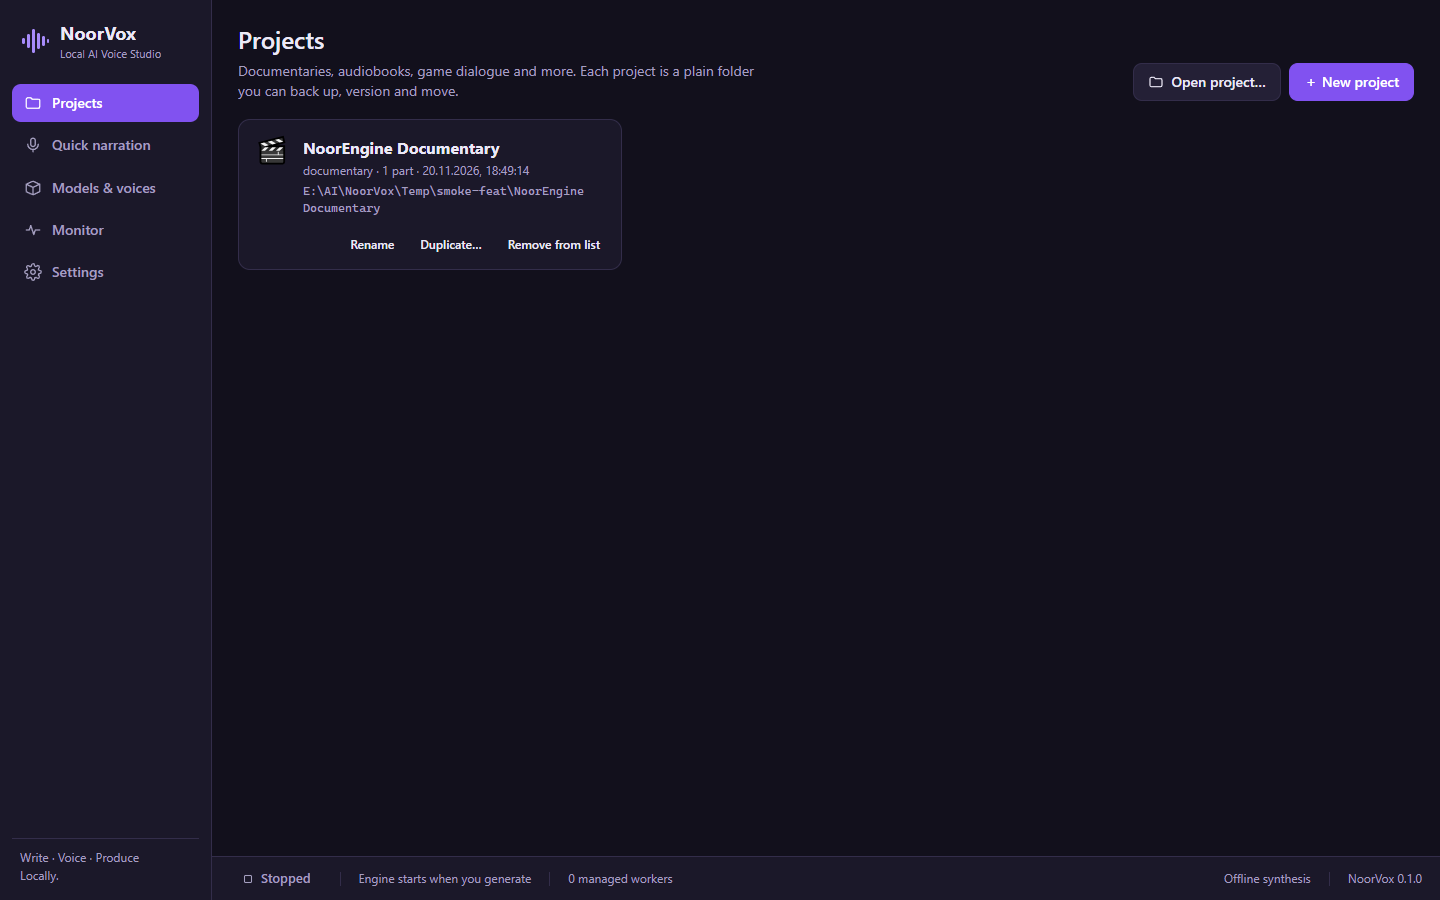 NoorVox
Local AI Voice Studio
Projects
Quick narration
Models & voices
Monitor
Settings
Write · Voice · Produce
Locally.
Projects
Documentaries, audiobooks, game dialogue and more. Each project is a plain folder
you can back up, version and move.
Open project...
+ New project
NoorEngine Documentary
documentary · 1 part · 20.11.2026, 18:49:14
E:\AI\NoorVox\Temp\smoke-feat\NoorEngine
Documentary
Rename
Duplicate...
Remove from list
Stopped
Engine starts when you generate
0 managed workers
Offline synthesis
NoorVox 0.1.0